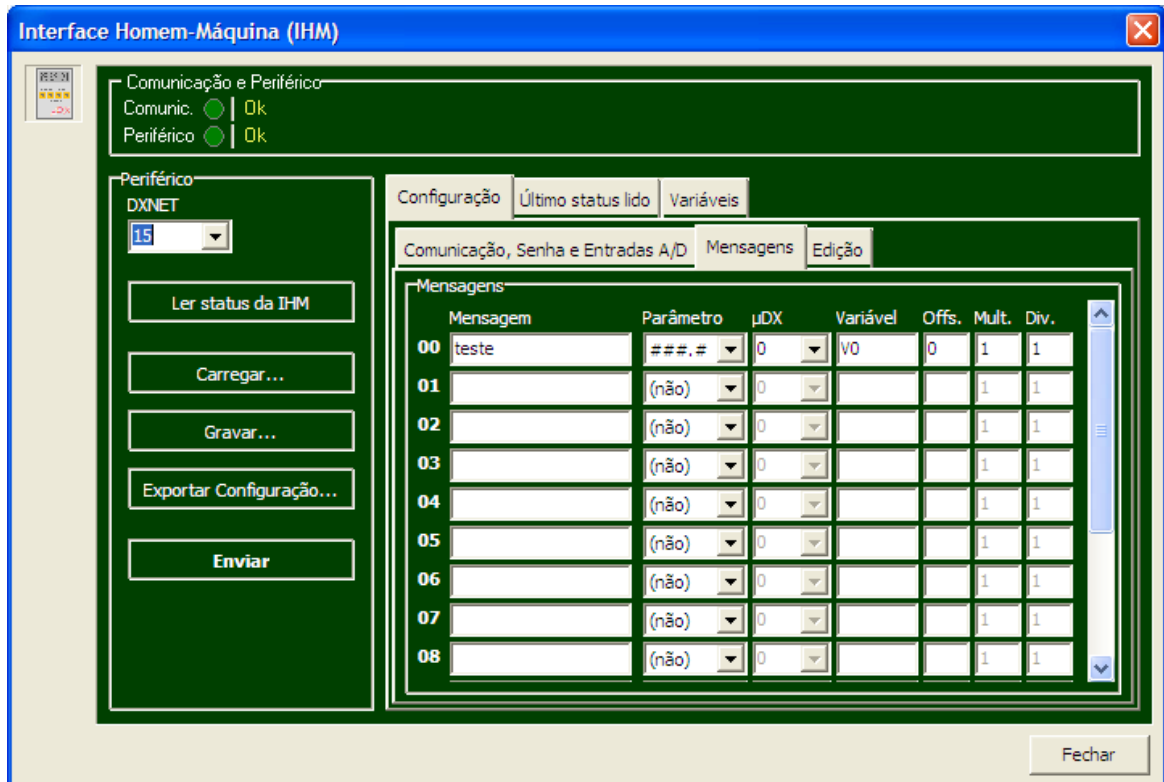 Interface Homem-Máquina (IHM)
Comunicação e Periférico
Comunic. Ok
Periférico Ok
Periférico
DXNET
15
Ler status da IHM
Carregar...
Gravar...
Exportar Configuração...
Enviar
Configuração Último status lido Variáveis
Comunicação, Senha e Entradas A/D Mensagens Edição
Mensagens
Mensagem Parâmetro µDX Variável Offs. Mult. Div.
00 teste ###.# 0 V0 0 1 1
01 (não) 0 1 1
02 (não) 0 1 1
03 (não) 0 1 1
04 (não) 0 1 1
05 (não) 0 1 1
06 (não) 0 1 1
07 (não) 0 1 1
08 (não) 0 1 1
Fechar